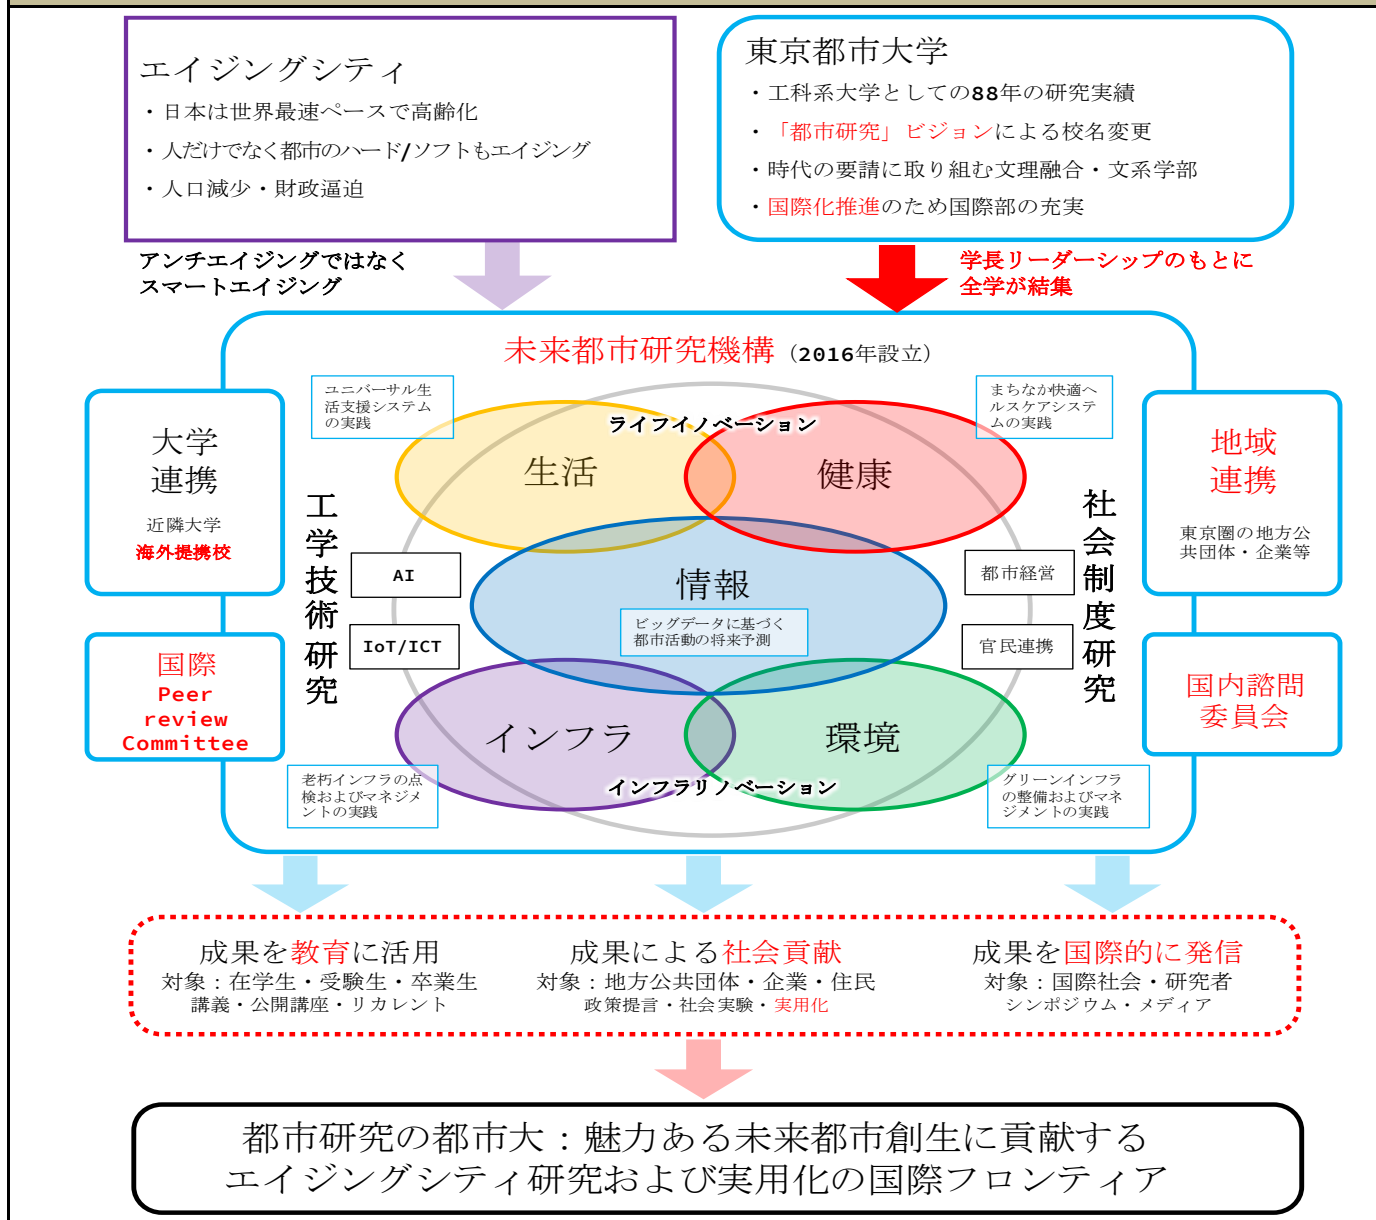 エイジングシティ
・日本は世界最速ペースで高齢化
・人だけでなく都市のハード/ソフトもエイジング
・人口減少・財政逼迫
東京都市大学
・工科系大学としての88年の研究実績
・「都市研究」ビジョンによる校名変更
・時代の要請に取り組む文理融合・文系学部
・国際化推進のため国際部の充実
アンチエイジングではなく
スマートエイジング
学長リーダーシップのもとに
全学が結集
未来都市研究機構（2016年設立）
ユニバーサル生
活支援システム
の実践
まちなか快適ヘ
ルスケアシステ
ムの実践
ライフイノベーション
生活
健康
大学
連携
近隣大学
海外提携校
地域
連携
東京圏の地方公
共団体・企業等
工学技術研究
社会制度研究
AI
IoT/ICT
情報
ビッグデータに基づく
都市活動の将来予測
都市経営
官民連携
国際
Peer
review
Committee
国内諮問
委員会
インフラ
環境
インフラリノベーション
老朽インフラの点
検およびマネジメ
ントの実践
グリーンインフラ
の整備およびマネ
ジメントの実践
成果を教育に活用
対象：在学生・受験生・卒業生
講義・公開講座・リカレント
成果による社会貢献
対象：地方公共団体・企業・住民
政策提言・社会実験・実用化
成果を国際的に発信
対象：国際社会・研究者
シンポジウム・メディア
都市研究の都市大：魅力ある未来都市創生に貢献する
エイジングシティ研究および実用化の国際フロンティア